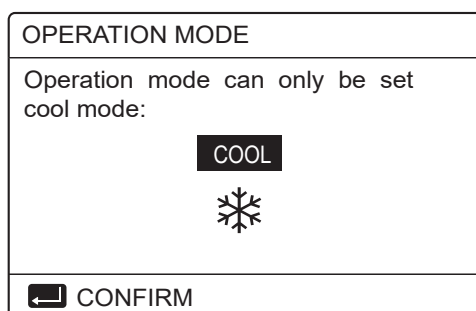 OPERATION MODE
Operation mode can only be set
cool mode:
COOL
CONFIRM